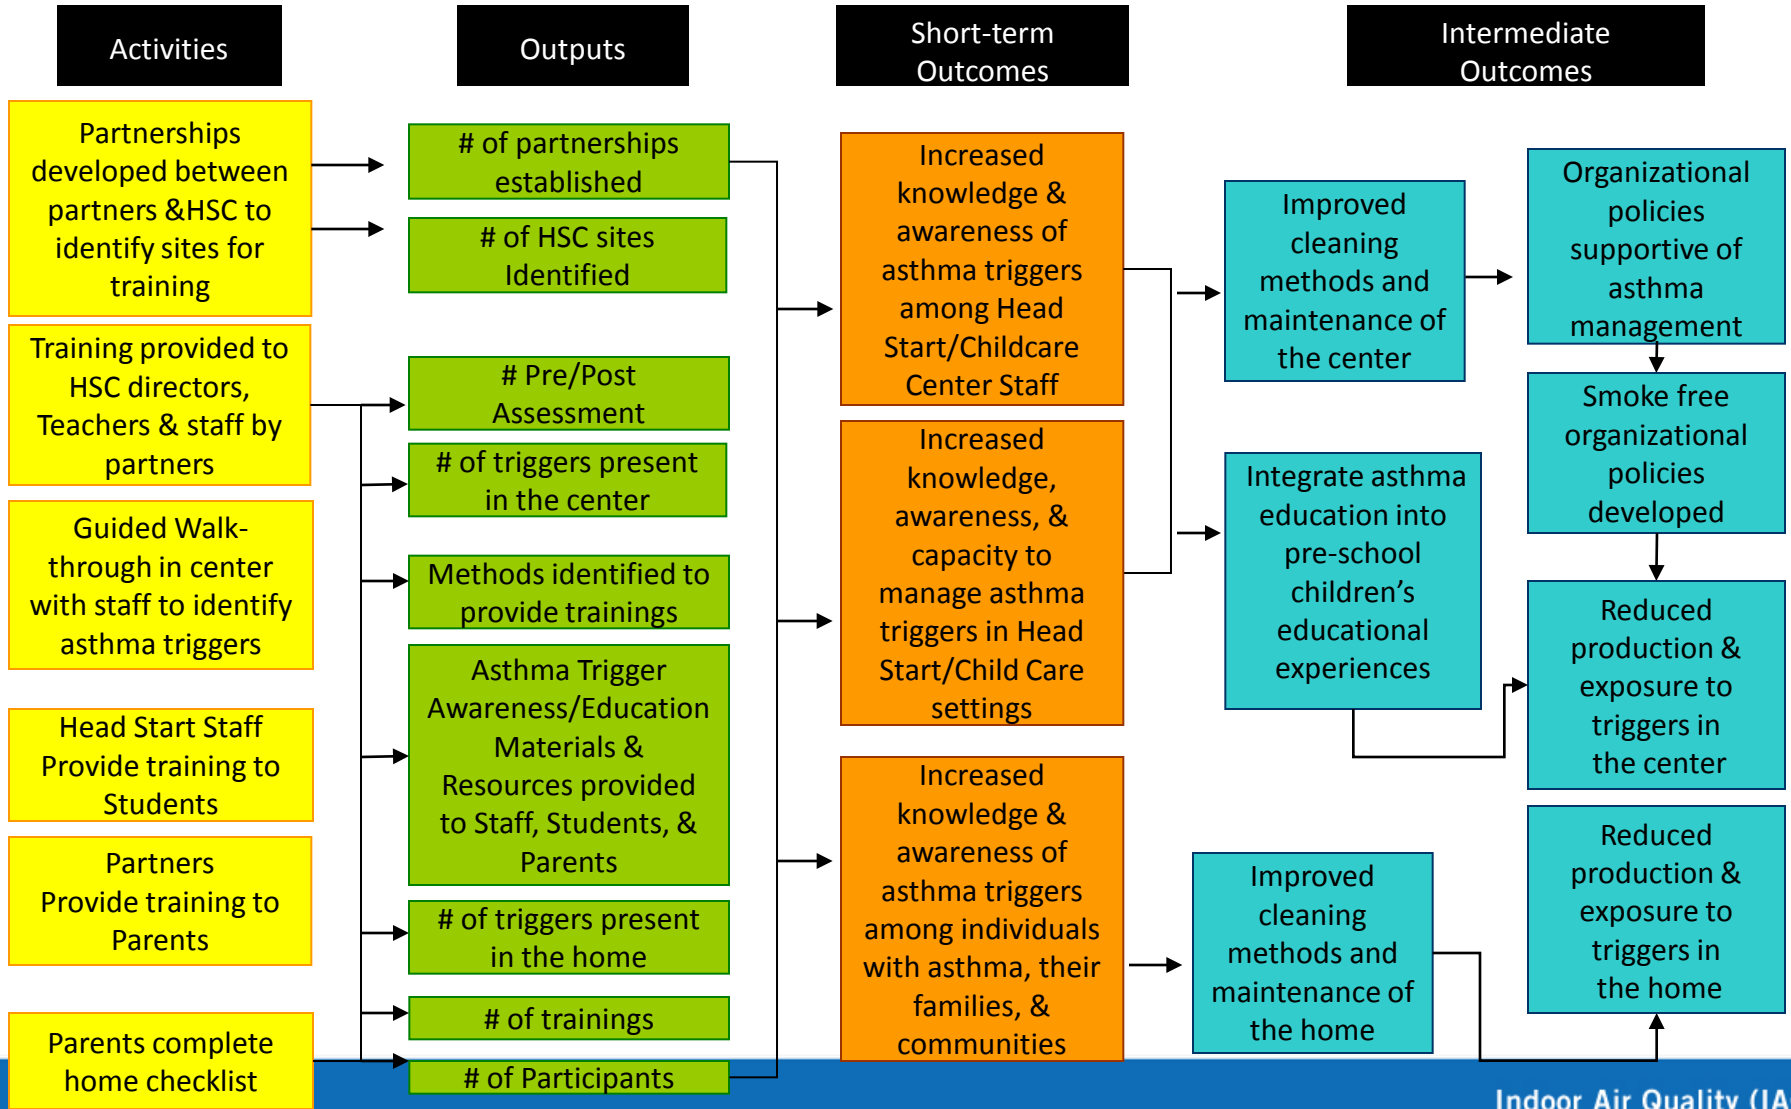 Activities
Outputs
Short-term
Outcomes
Intermediate
Outcomes
Partnerships
developed between
partners &HSC to
identify sites for
training
Training provided to
HSC directors,
Teachers & staff by
partners
Guided Walk-
through in center
with staff to identify
asthma triggers
Head Start Staff
Provide training to
Students
Partners
Provide training to
Parents
Parents complete
home checklist
# of partnerships
established
# of HSC sites
Identified
# Pre/Post
Assessment
# of triggers present
in the center
Methods identified to
provide trainings
Asthma Trigger
Awareness/Education
Materials &
Resources provided
to Staff, Students, &
Parents
# of triggers present
in the home
# of trainings
# of Participants
Increased
knowledge &
awareness of
asthma triggers
among Head
Start/Childcare
Center Staff
Increased
knowledge,
awareness, &
capacity to
manage asthma
triggers in Head
Start/Child Care
settings
Increased
knowledge &
awareness of
asthma triggers
among individuals
with asthma, their
families, &
communities
Improved
cleaning
methods and
maintenance of
the center
Integrate asthma
education into
pre-school
children’s
educational
experiences
Improved
cleaning
methods and
maintenance of
the home
Organizational
policies
supportive of
asthma
management
Smoke free
organizational
policies
developed
Reduced
production &
exposure to
triggers in
the center
Reduced
production &
exposure to
triggers in
the home
Indoor Air Quality (IA